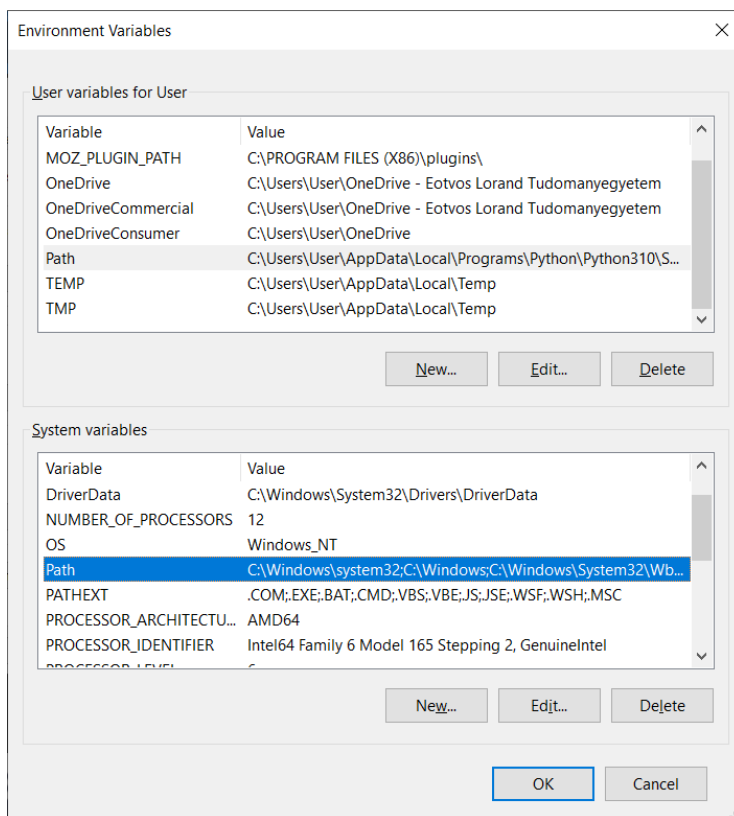 Environment Variables
User variables for User
Variable Value
MOZ_PLUGIN_PATH C:\PROGRAM FILES (X86)\plugins\
OneDrive C:\Users\User\OneDrive - Eotvos Lorand Tudomanyegyetem
OneDriveCommercial C:\Users\User\OneDrive - Eotvos Lorand Tudomanyegyetem
OneDriveConsumer C:\Users\User\OneDrive
Path C:\Users\User\AppData\Local\Programs\Python\Python310\S...
TEMP C:\Users\User\AppData\Local\Temp
TMP C:\Users\User\AppData\Local\Temp
New... Edit... Delete
System variables
Variable Value
DriverData C:\Windows\System32\Drivers\DriverData
NUMBER_OF_PROCESSORS 12
OS Windows_NT
Path C:\Windows\system32;C:\Windows;C:\Windows\System32\Wb...
PATHEXT .COM;.EXE;.BAT;.CMD;.VBS;.VBE;.JS;.JSE;.WSF;.WSH;.MSC
PROCESSOR_ARCHITECTU... AMD64
PROCESSOR_IDENTIFIER Intel64 Family 6 Model 165 Stepping 2, GenuineIntel
New... Edit... Delete
OK Cancel